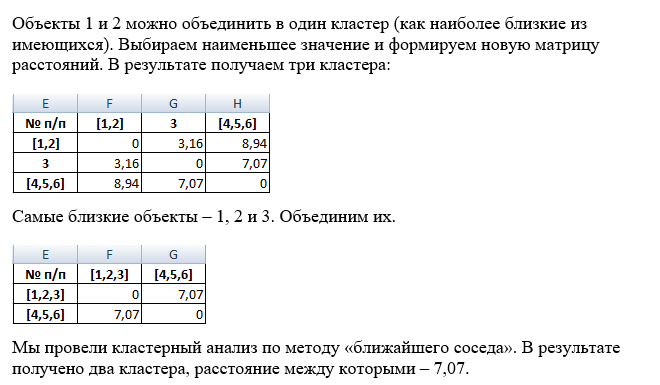 Объекты 1 и 2 можно объединить в один кластер (как наиболее близкие из
имеющихся). Выбираем наименьшее значение и формируем новую матрицу
расстояний. В результате получаем три кластера:
E F G H
№ п/п [1,2] 3 [4,5,6]
[1,2] 0 3,16 8,94
3 3,16 0 7,07
[4,5,6] 8,94 7,07 0
Самые близкие объекты – 1, 2 и 3. Объединим их.
E F G
№ п/п [1,2,3] [4,5,6]
[1,2,3] 0 7,07
[4,5,6] 7,07 0
Мы провели кластерный анализ по методу «ближайшего соседа». В результате
получено два кластера, расстояние между которыми – 7,07.